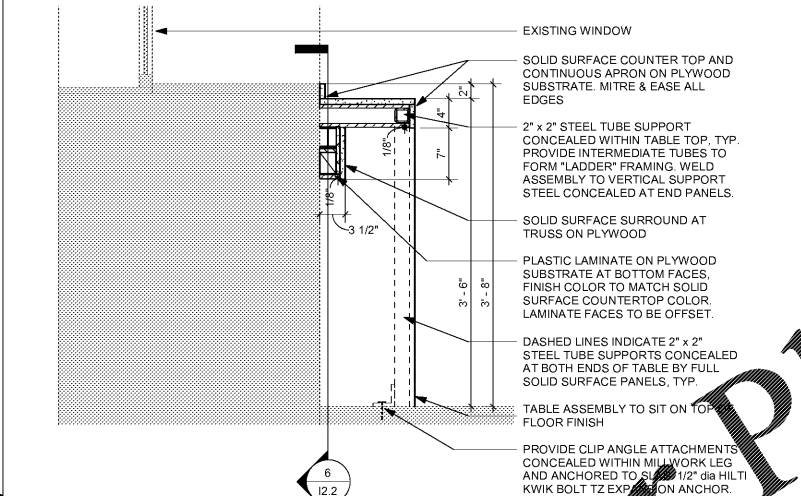 EXISTING WINDOW
SOLID SURFACE COUNTER TOP AND
CONTINUOUS APRON ON PLYWOOD
SUBSTRATE. MITRE & EASE ALL
EDGES
2" x 2" STEEL TUBE SUPPORT
CONCEALED WITHIN TABLE TOP, TYP.
PROVIDE INTERMEDIATE TUBES TO
FORM "LADDER" FRAMING. WELD
ASSEMBLY TO VERTICAL SUPPORT
STEEL CONCEALED AT END PANELS.
SOLID SURFACE SURROUND AT
TRUSS ON PLYWOOD
PLASTIC LAMINATE ON PLYWOOD
SUBSTRATE AT BOTTOM FACES,
FINISH COLOR TO MATCH SOLID
SURFACE COUNTERTOP COLOR.
LAMINATE FACES TO BE OFFSET.
DASHED LINES INDICATE 2" x 2"
STEEL TUBE SUPPORTS CONCEALED
AT BOTH ENDS OF TABLE BY FULL
SOLID SURFACE PANELS, TYP.
TABLE ASSEMBLY TO SIT ON TOP OF
FLOOR FINISH
PROVIDE CLIP ANGLE ATTACHMENTS
CONCEALED WITHIN MILLWORK LEG
AND ANCHORED TO SLAB 1/2" dia HILTI
KWIK BOLT TZ EXPANSION ANCHOR.
2"
4"
7"
1/8"
1/8"
3 1/2"
3' - 6"
3' - 8"
6
I2.2